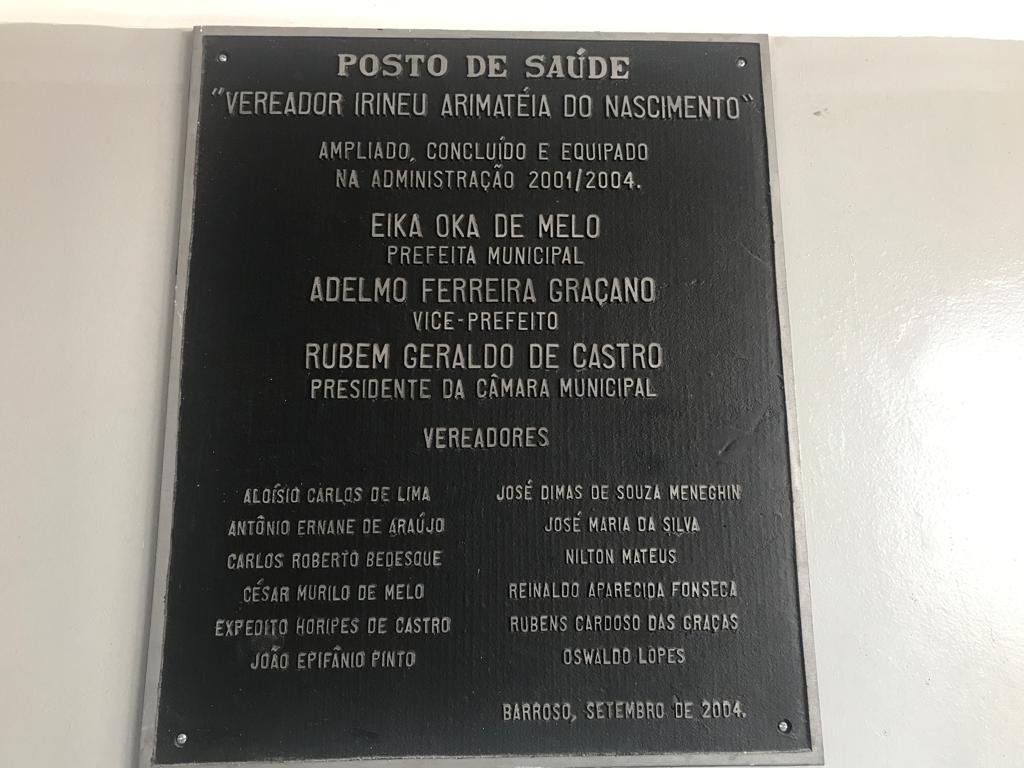 POSTO DE SAÚDE
"VEREADOR IRINEU ARIMATÉIA DO NASCIMENTO"
AMPLIADO, CONCLUÍDO E EQUIPADO
NA ADMINISTRAÇÃO 2001/2004.
EIKA OKA DE MELO
PREFEITA MUNICIPAL
ADELMO FERREIRA GRAÇANO
VICE-PREFEITO
RUBEM GERALDO DE CASTRO
PRESIDENTE DA CÂMARA MUNICIPAL
VEREADORES
ALOÍSIO CARLOS DE LIMA
ANTÔNIO ERNANE DE ARAÚJO
CARLOS ROBERTO BEDESQUE
CÉSAR MURILO DE MELO
EXPEDITO HORIPES DE CASTRO
JOÃO EPIFÂNIO PINTO
JOSÉ DIMAS DE SOUZA MENEGHIN
JOSÉ MARIA DA SILVA
NILTON MATEUS
REINALDO APARECIDA FONSECA
RUBENS CARDOSO DAS GRAÇAS
OSWALDO LOPES
BARROSO, SETEMBRO DE 2004.